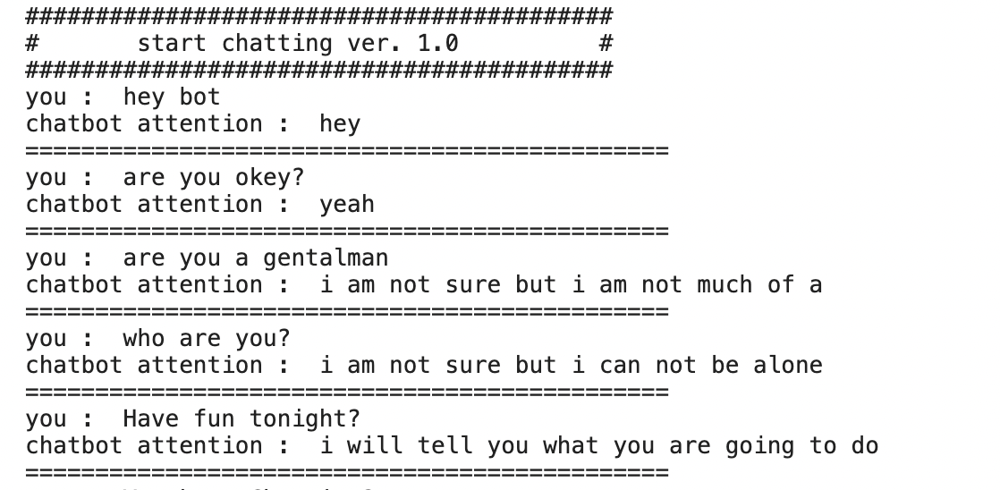 ##########################################
#       start chatting ver. 1.0          #
##########################################
you :  hey bot
chatbot attention :  hey
==============================================
you :  are you okey?
chatbot attention :  yeah
==============================================
you :  are you a gentalman
chatbot attention :  i am not sure but i am not much of a
==============================================
you :  who are you?
chatbot attention :  i am not sure but i can not be alone
==============================================
you :  Have fun tonight?
chatbot attention :  i will tell you what you are going to do
==============================================